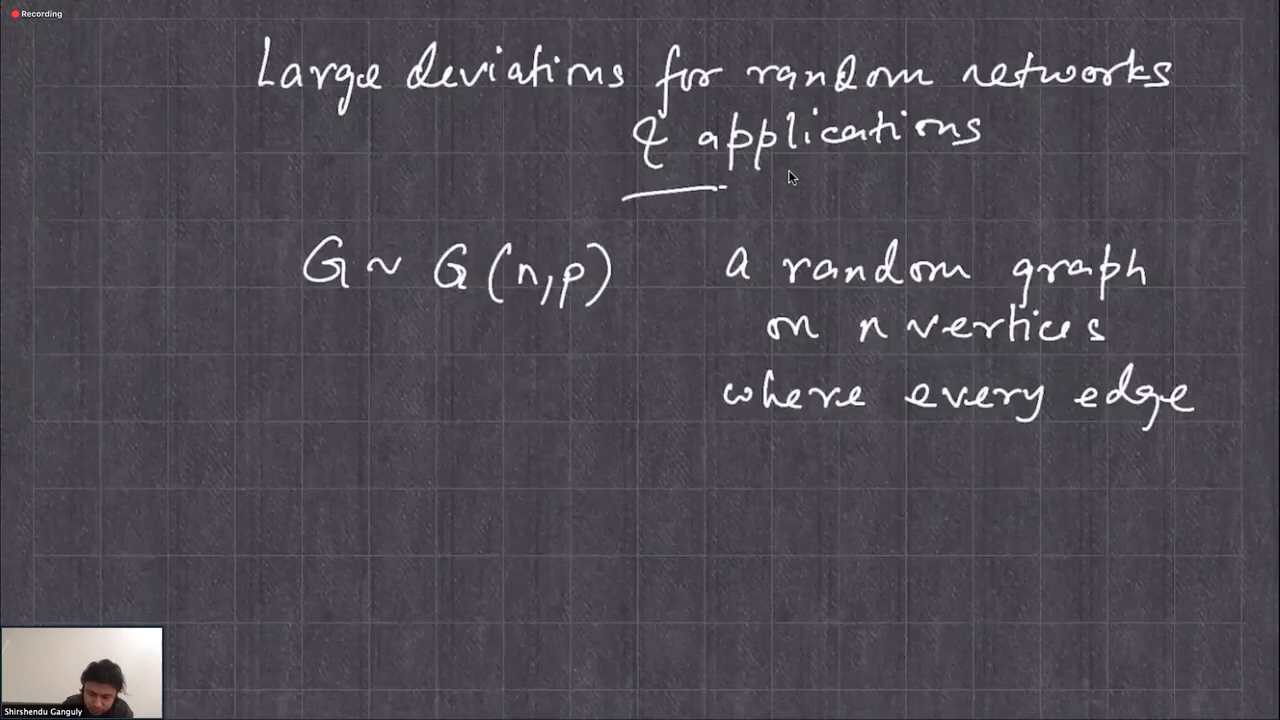 Recording
Large deviations for random networks
& applications
G ~ G(n,p) a random graph
on n vertices
where every edge
Shirshendu Ganguly